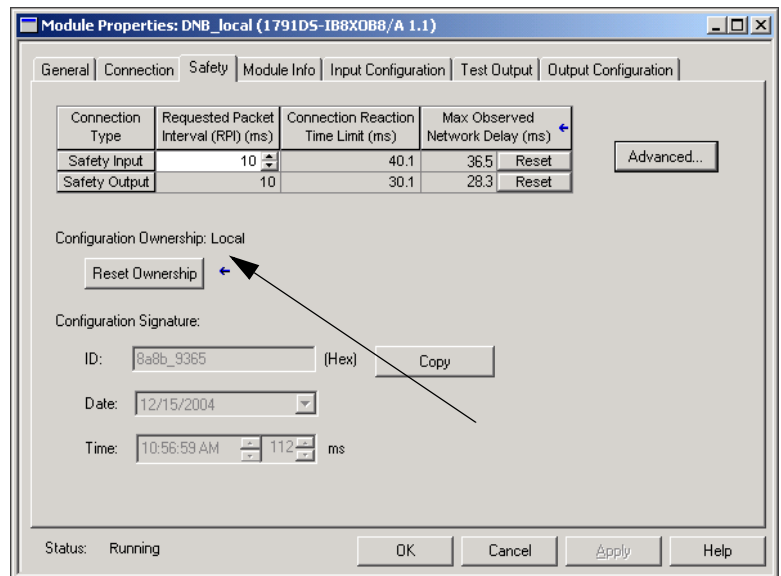 Module Properties: DNB_local (1791DS-IB8XOB8/A 1.1)
General Connection Safety Module Info Input Configuration Test Output Output Configuration
Connection Type Requested Packet Interval (RPI) (ms) Connection Reaction Time Limit (ms) Max Observed Network Delay (ms)
Safety Input 10 40.1 36.5 Reset
Safety Output 10 30.1 28.3 Reset
Advanced...
Configuration Ownership: Local
Reset Ownership
Configuration Signature:
ID: 8a8b_9365 (Hex) Copy
Date: 12/15/2004
Time: 10:56:59 AM 112 ms
Status: Running OK Cancel Apply Help